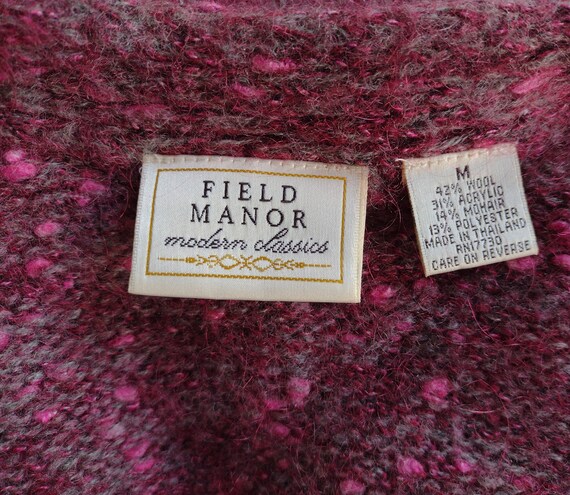 FIELD
MANOR
modern classics
M
42% WOOL
31% ACRYLIC
14% MOHAIR
13% POLYESTER
MADE IN THAILAND
RN17730
CARE ON REVERSE